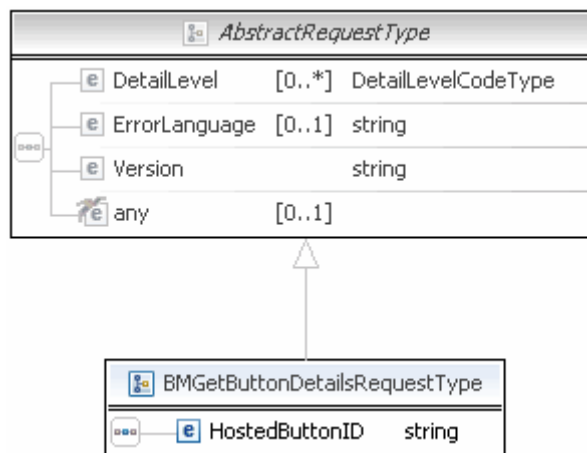 AbstractRequestType
e DetailLevel [0..*] DetailLevelCodeType
e ErrorLanguage [0..1] string
e Version string
e any [0..1]
BMGetButtonDetailsRequestType
e HostedButtonID string